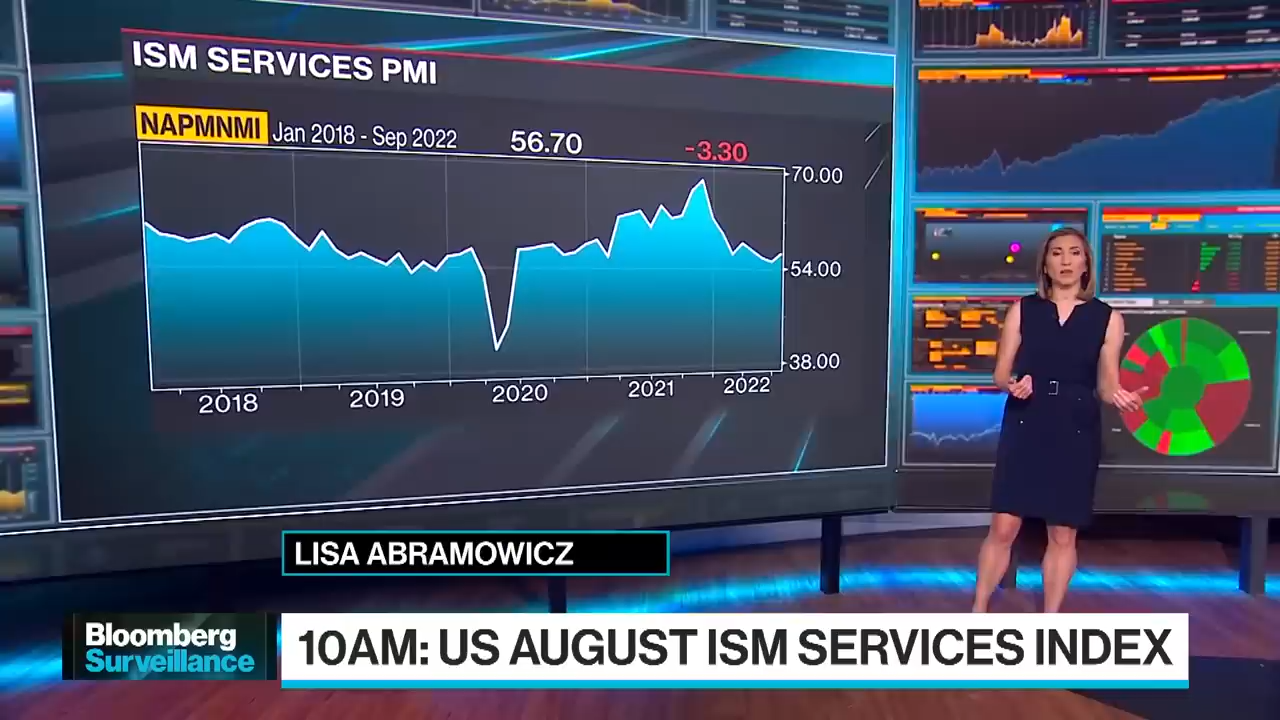 ISM SERVICES PMI
NAPMNMI Jan 2018 - Sep 2022 56.70 -3.30
70.00
54.00
38.00
2018 2019 2020 2021 2022
LISA ABRAMOWICZ
Bloomberg
Surveillance
10AM: US AUGUST ISM SERVICES INDEX